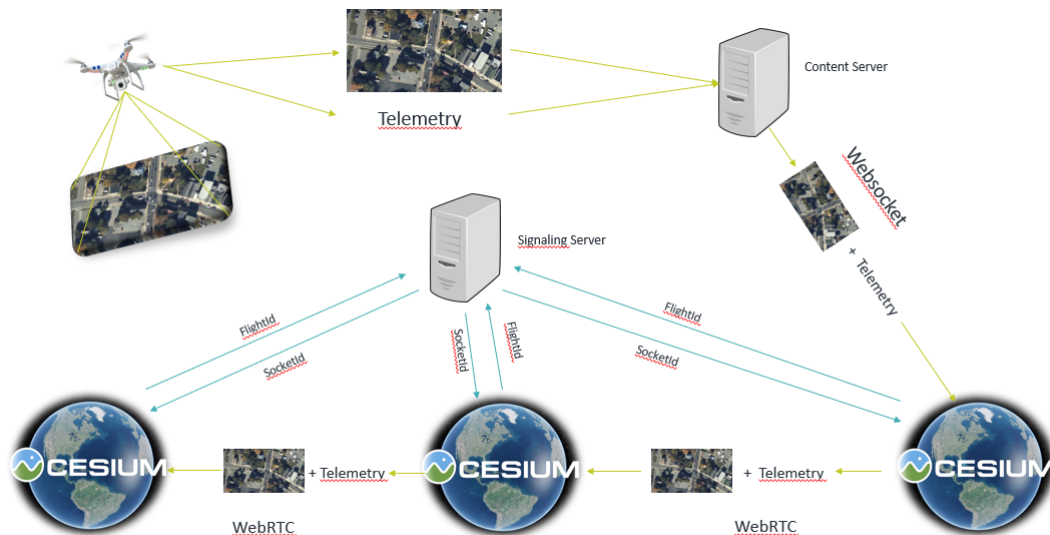 Content Server
Telemetry
Websocket
+ Telemetry
Signaling Server
FlightId
SocketId
SocketId
FlightId
FlightId
SocketId
CESIUM
+ Telemetry
CESIUM
+ Telemetry
CESIUM
WebRTC
WebRTC